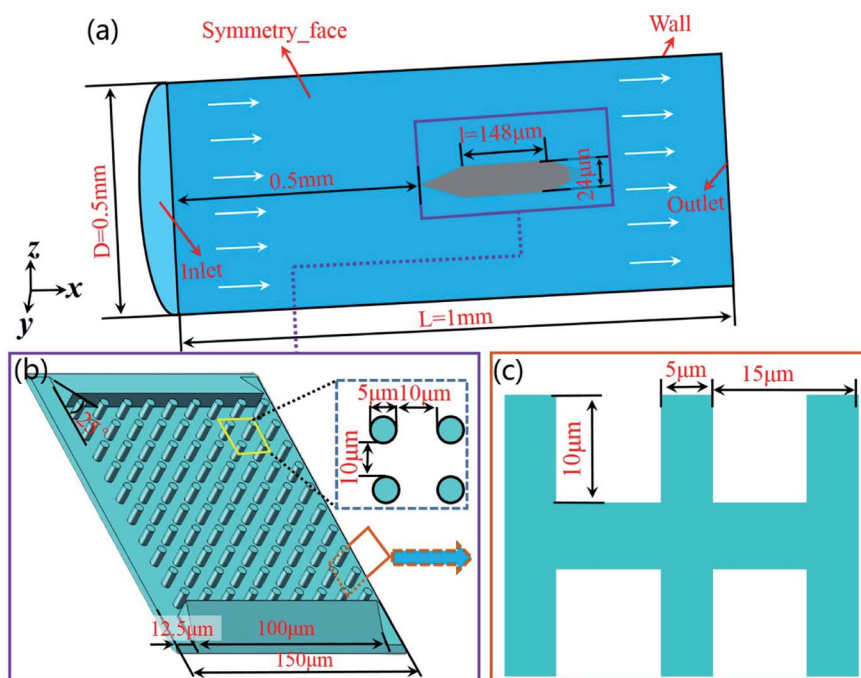 (a)
Symmetry_face
Wall
l=148μm
24μm
0.5mm
D=0.5mm
Inlet
Outlet
z
x
y
L=1mm
(b)
25°
5μm10μm
10μm
12.5μm
100μm
150μm
(c)
5μm
15μm
10μm